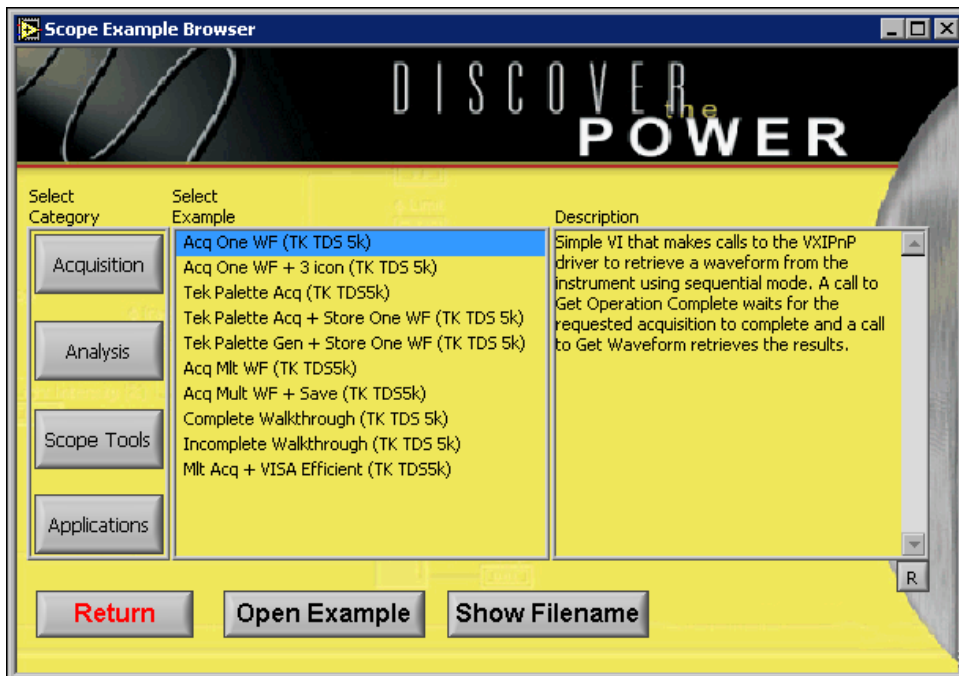 Scope Example Browser
DISCOVER
the
POWER
Select
Category
Select
Example
Description
Acquisition
Analysis
Scope Tools
Applications
Acq One WF (TK TDS 5k)
Acq One WF + 3 icon (TK TDS 5k)
Tek Palette Acq (TK TDS5k)
Tek Palette Acq + Store One WF (TK TDS 5k)
Tek Palette Gen + Store One WF (TK TDS 5k)
Acq Mlt WF (TK TDS5k)
Acq Mult WF + Save (TK TDS5k)
Complete Walkthrough (TK TDS 5k)
Incomplete Walkthrough (TK TDS 5k)
Mlt Acq + VISA Efficient (TK TDS5k)
Simple VI that makes calls to the VXIPnP
driver to retrieve a waveform from the
instrument using sequential mode. A call to
Get Operation Complete waits for the
requested acquisition to complete and a call
to Get Waveform retrieves the results.
R
Return
Open Example
Show Filename